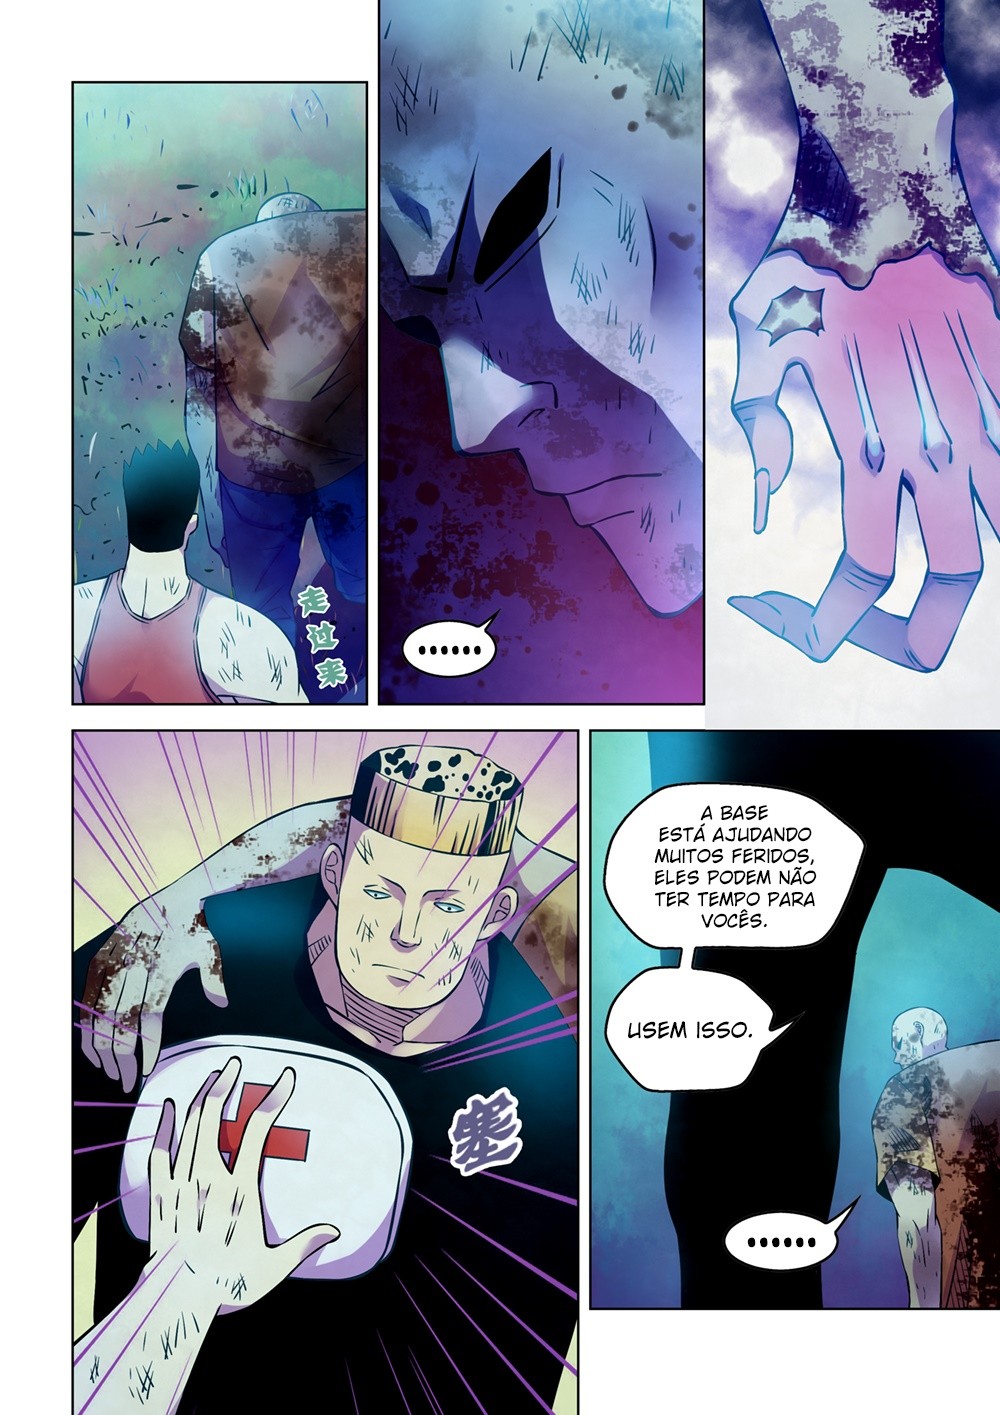 走过来
......
塞
A BASE
ESTÁ AJUDANDO
MUITOS FERIDOS,
ELES PODEM NÃO
TER TEMPO PARA
VOCÊS.
USEM ISSO.
......